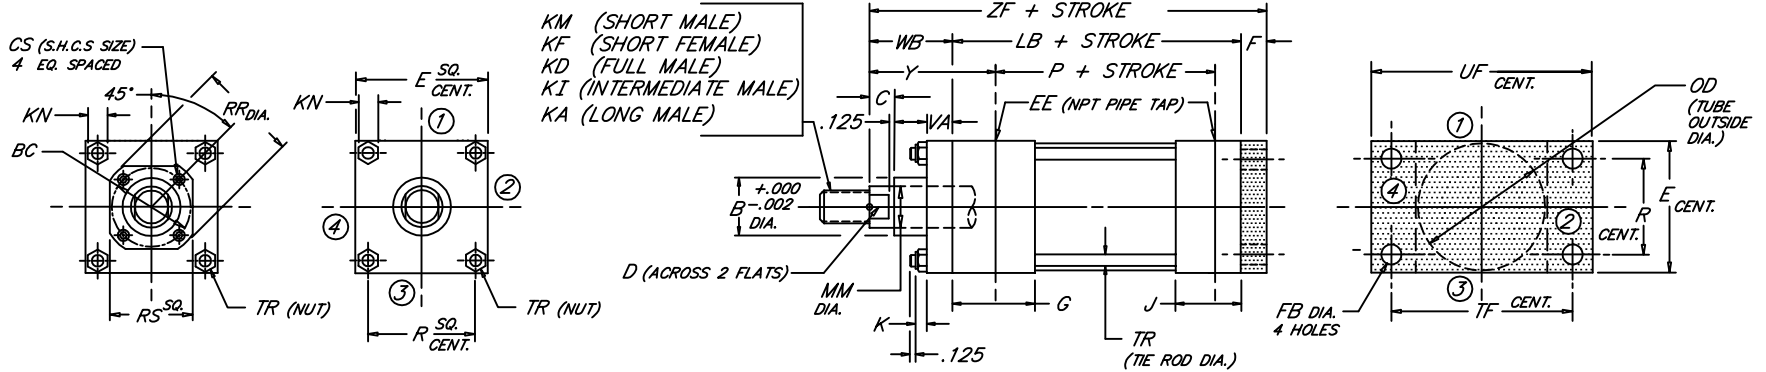 CS (S.H.C.S SIZE)
4 EQ. SPACED
45°
KN
RR DIA.
BC
RS SQ.
TR (NUT)
E SQ. CENT.
KN
1
2
3
4
R SQ. CENT.
TR (NUT)
KM (SHORT MALE)
KF (SHORT FEMALE)
KD (FULL MALE)
KI (INTERMEDIATE MALE)
KA (LONG MALE)
ZF + STROKE
WB
LB + STROKE
F
Y
P + STROKE
C
EE (NPT PIPE TAP)
.125
VA
B +.000 -.002 DIA.
D (ACROSS 2 FLATS)
MM DIA.
G
J
K
.125
TR
(TIE ROD DIA.)
UF CENT.
OD
(TUBE
OUTSIDE
DIA.)
1
4
2
3
R CENT.
E CENT.
FB DIA.
4 HOLES
TF CENT.